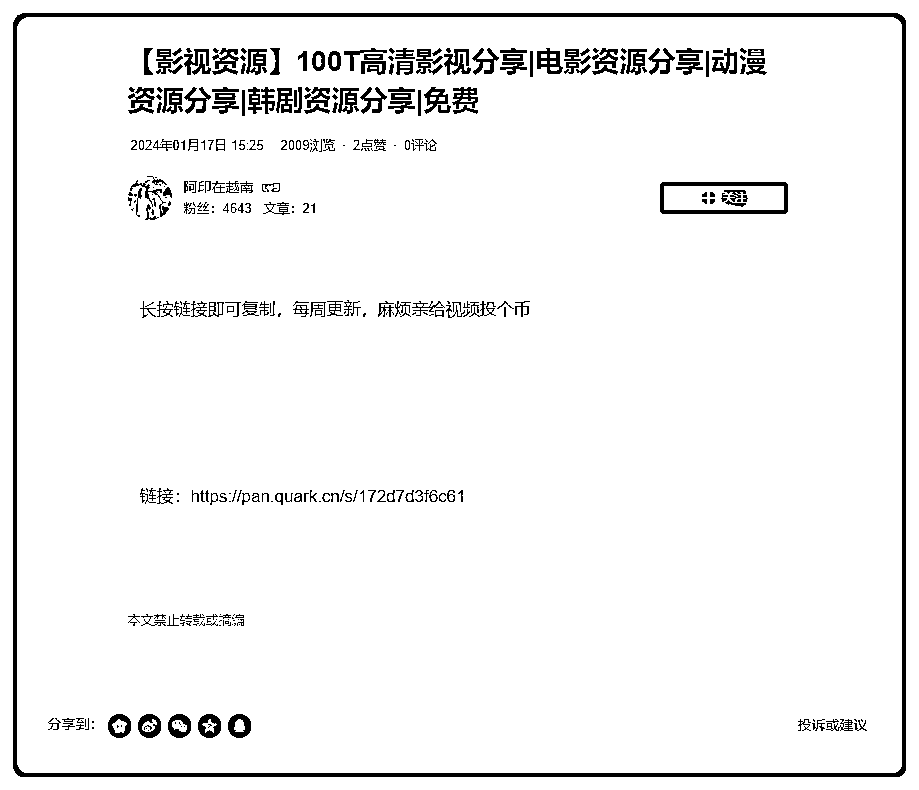 【影视资源】100T高清影视分享|电影资源分享|动漫
资源分享|韩剧资源分享|免费
2024年01月17日 15:25 2009浏览 · 2点赞 · 0评论
阿印在越南
粉丝：4643 文章：21
关注
长按链接即可复制，每周更新，麻烦亲给视频投个币
链接：https://pan.quark.cn/s/172d7d3f6c61
本文禁止转载或摘编
分享到：
投诉或建议